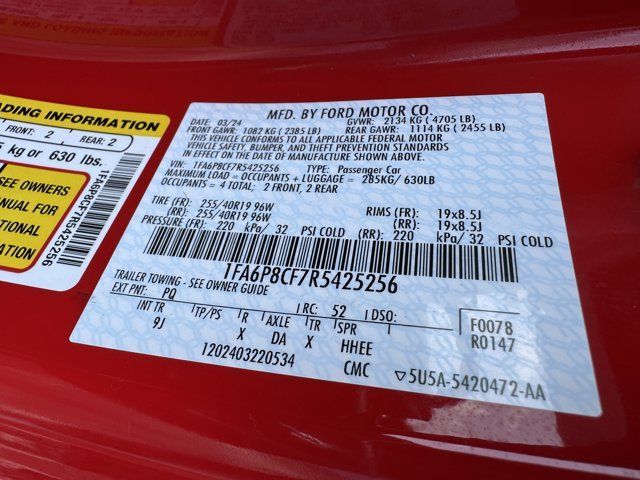 ADING INFORMATION
FRONT: 2 REAR: 2
kg or 630 lbs.
SEE OWNERS
MANUAL FOR
ADDITIONAL
INFORMATION
1FA6P8CF7R5425256
MFD. BY FORD MOTOR CO.
DATE: 03/24 GVWR: 2134 KG ( 4705 LB)
FRONT GAWR: 1082 KG ( 2385 LB) REAR GAWR: 1114 KG ( 2455 LB)
THIS VEHICLE CONFORMS TO ALL APPLICABLE FEDERAL MOTOR
VEHICLE SAFETY, BUMPER, AND THEFT PREVENTION STANDARDS IN
EFFECT ON THE DATE OF MANUFACTURE SHOWN ABOVE.
VIN: 1FA6P8CF7R5425256 TYPE: Passenger Car
MAXIMUM LOAD = OCCUPANTS + LUGGAGE = 285KG/ 630LB
OCCUPANTS = 4 TOTAL: 2 FRONT, 2 REAR
TIRE (FR): 255/40R19 96W RIMS (FR): 19x8.5J
(RR): 255/40R19 96W (RR): 19x8.5J
PRESSURE (FR): 220 kPa/ 32 PSI COLD (RR): 220 kPa/ 32 PSI COLD
1FA6P8CF7R5425256
TRAILER TOWING - SEE OWNER GUIDE
EXT PNT: PQ RC: 52 DSO:
INT TR TP/PS R AXLE TR SPR
9J X DA X HHEE
F0078
R0147
1202403220534 CMC 5U5A-5420472-AA